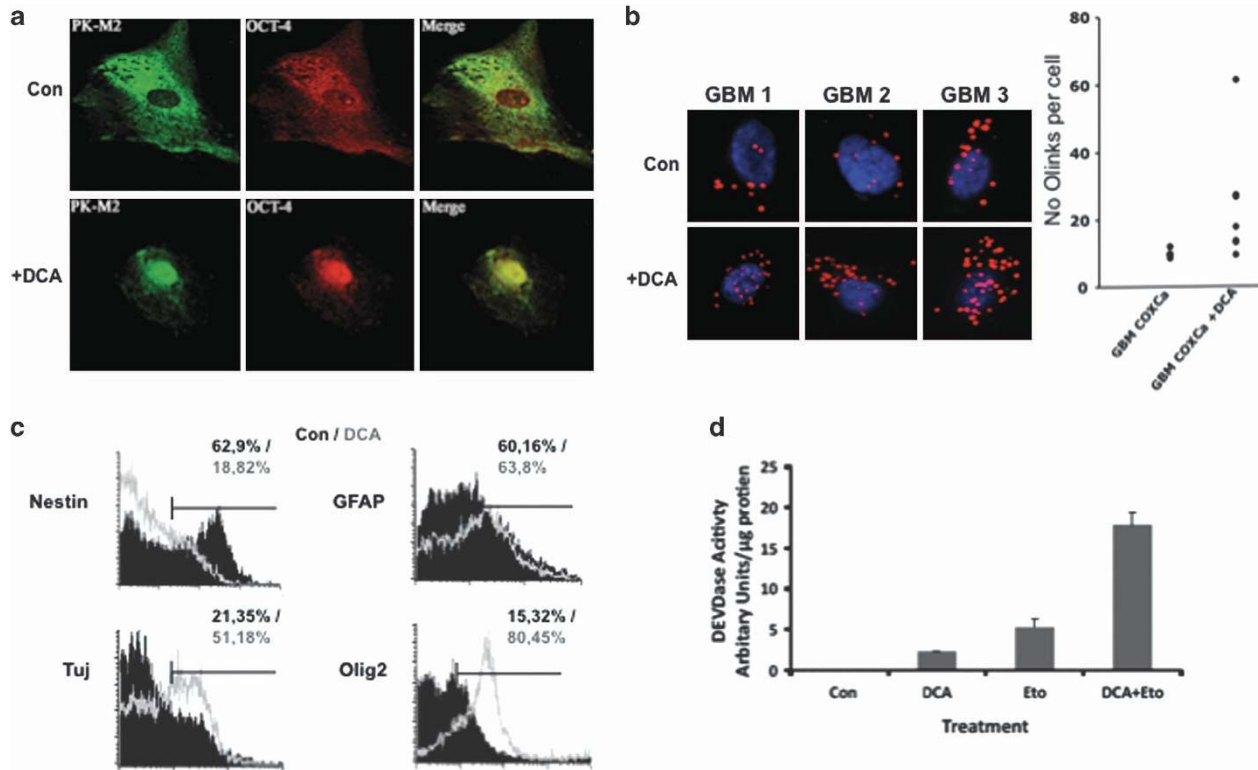 a
PK-M2 OCT-4 Merge
Con
PK-M2 OCT-4 Merge
+DCA
b
GBM 1 GBM 2 GBM 3
Con
+DCA
No Olinks per cell
80
60
40
20
0
GBM COXCa
GBM COXCa +DCA
c
Con / DCA
62,9% /
18,82%
Nestin
60,16% /
63,8%
GFAP
21,35% /
51,18%
Tuj
15,32% /
80,45%
Olig2
d
DEVDase Acitivty
Arbitary Units/µg protien
25
20
15
10
5
0
Con DCA Eto DCA+Eto
Treatment